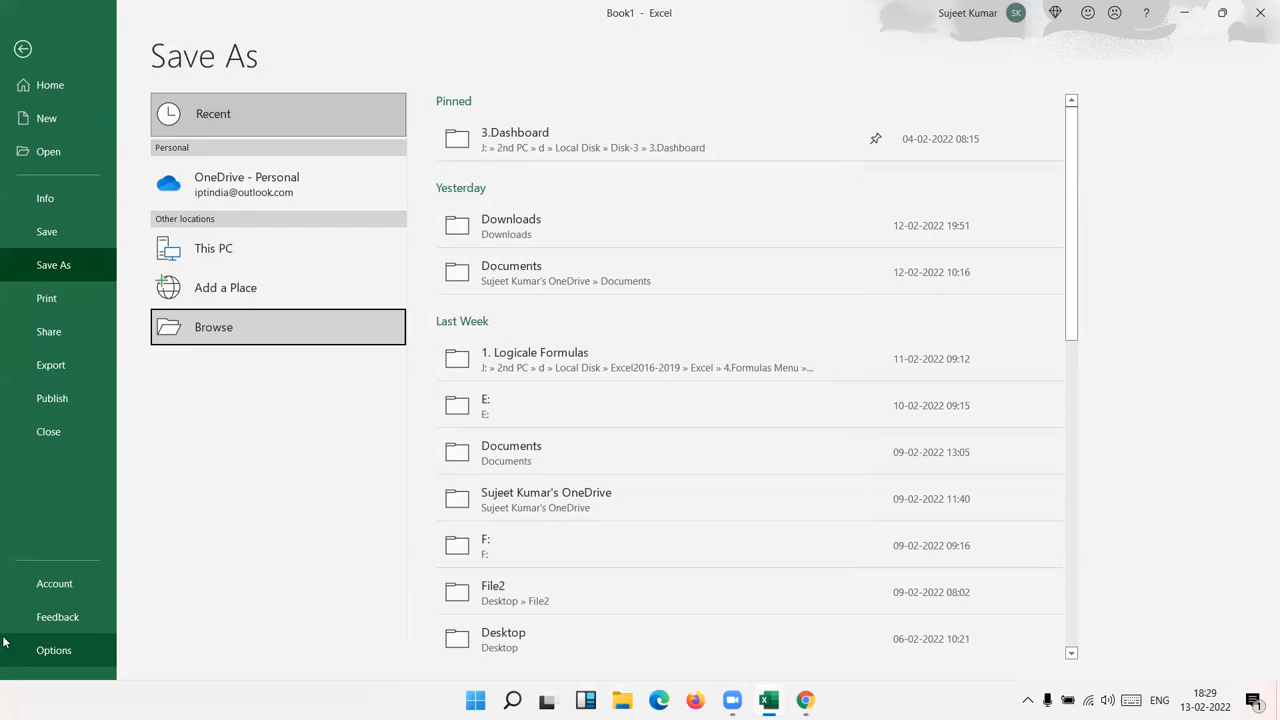 Book1 - Excel
Sujeet Kumar
SK
?
Home
New
Open
Info
Save
Save As
Print
Share
Export
Publish
Close
Account
Feedback
Options
Save As
Recent
Personal
OneDrive - Personal
iptindia@outlook.com
Other locations
This PC
Add a Place
Browse
Pinned
3.Dashboard
04-02-2022 08:15
J: » 2nd PC » d » Local Disk » Disk-3 » 3.Dashboard
Yesterday
Downloads
12-02-2022 19:51
Downloads
Documents
12-02-2022 10:16
Sujeet Kumar's OneDrive » Documents
Last Week
1. Logicale Formulas
11-02-2022 09:12
J: » 2nd PC » d » Local Disk » Excel2016-2019 » Excel » 4.Formulas Menu »...
E:
10-02-2022 09:15
E:
Documents
09-02-2022 13:05
Documents
Sujeet Kumar's OneDrive
09-02-2022 11:40
Sujeet Kumar's OneDrive
F:
09-02-2022 09:16
F:
File2
09-02-2022 08:02
Desktop » File2
Desktop
06-02-2022 10:21
Desktop
ENG
18:29
13-02-2022
1